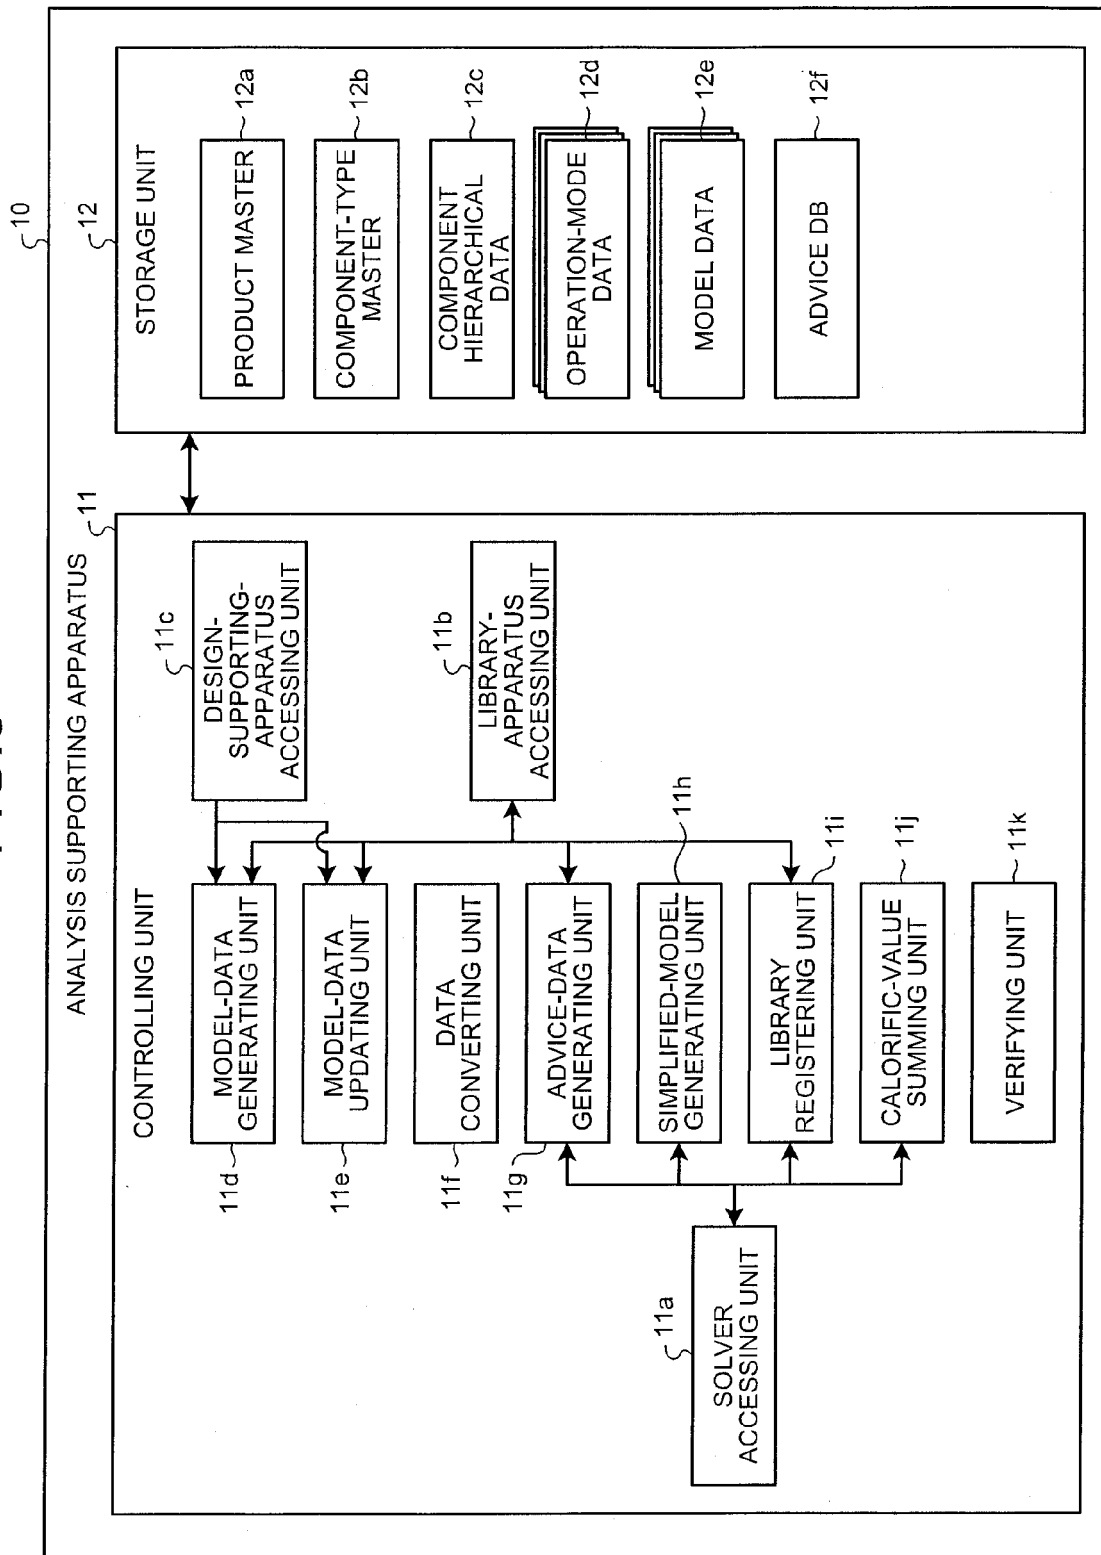 10
ANALYSIS SUPPORTING APPARATUS
11
CONTROLLING UNIT
11a
SOLVER
ACCESSING UNIT
11d
MODEL-DATA
GENERATING UNIT
11e
MODEL-DATA
UPDATING UNIT
11f
DATA
CONVERTING UNIT
11g
ADVICE-DATA
GENERATING UNIT
11h
SIMPLIFIED-MODEL
GENERATING UNIT
11i
LIBRARY
REGISTERING UNIT
11j
CALORIFIC-VALUE
SUMMING UNIT
11k
VERIFYING UNIT
11c
DESIGN-
SUPPORTING-
APPARATUS
ACCESSING UNIT
11b
LIBRARY-
APPARATUS
ACCESSING UNIT
12
STORAGE UNIT
12a
PRODUCT MASTER
12b
COMPONENT-TYPE
MASTER
12c
COMPONENT
HIERARCHICAL
DATA
12d
OPERATION-MODE
DATA
12e
MODEL DATA
12f
ADVICE DB